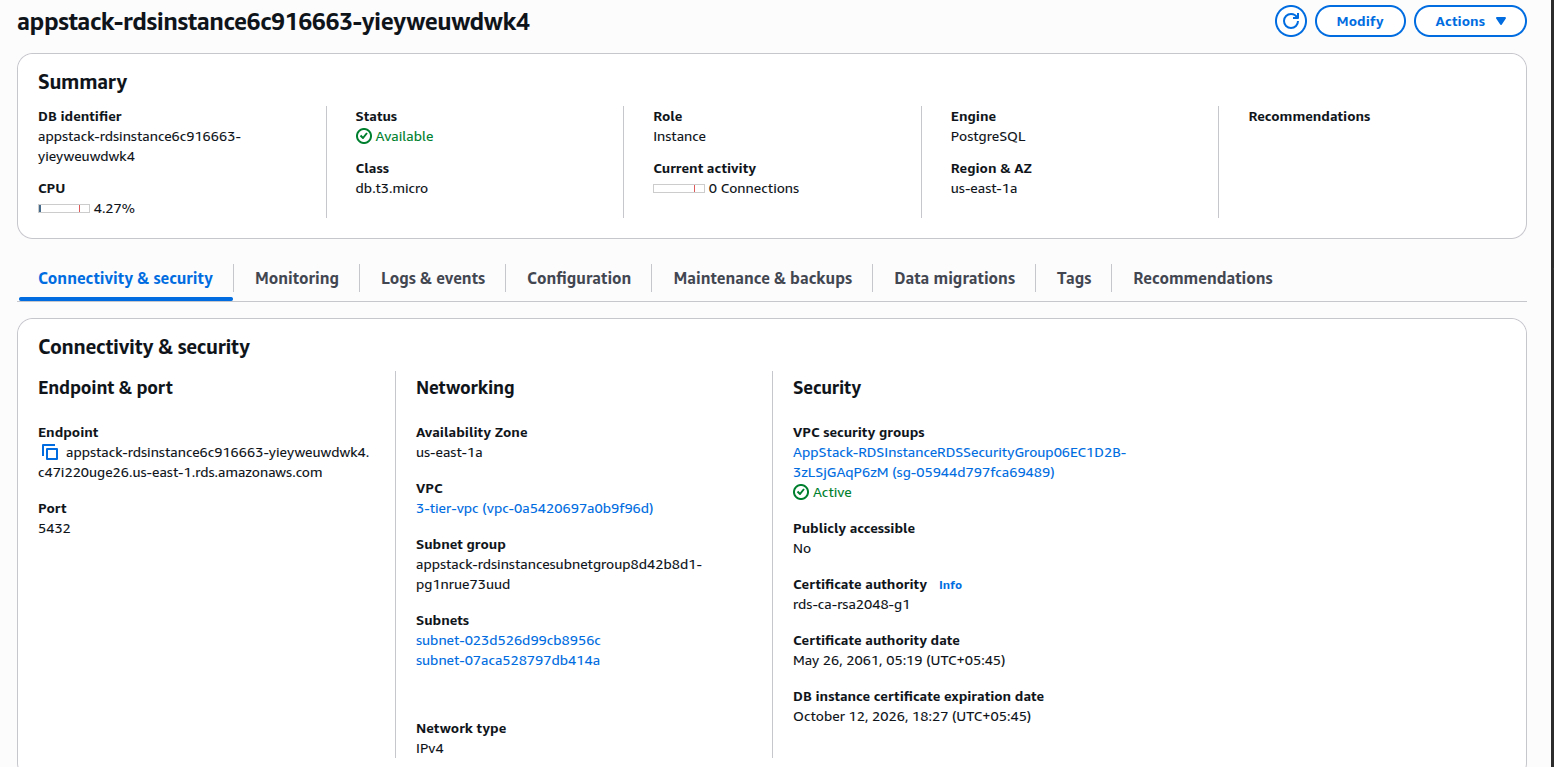 appstack-rdsinstance6c916663-yieyweuwdwk4
Modify
Actions
Summary
DB identifier
appstack-rdsinstance6c916663-
yieyweuwdwk4
CPU
4.27%
Status
Available
Class
db.t3.micro
Role
Instance
Current activity
0 Connections
Engine
PostgreSQL
Region & AZ
us-east-1a
Recommendations
Connectivity & security
Monitoring
Logs & events
Configuration
Maintenance & backups
Data migrations
Tags
Recommendations
Connectivity & security
Endpoint & port
Endpoint
appstack-rdsinstance6c916663-yieyweuwdwk4.
c47i220uge26.us-east-1.rds.amazonaws.com
Port
5432
Networking
Availability Zone
us-east-1a
VPC
3-tier-vpc (vpc-0a5420697a0b9f96d)
Subnet group
appstack-rdsinstancesubnetgroup8d42b8d1-
pg1nrue73uud
Subnets
subnet-023d526d99cb8956c
subnet-07aca528797db414a
Network type
IPv4
Security
VPC security groups
AppStack-RDSInstanceRDSSecurityGroup06EC1D2B-
3zLSJGAqP6zM (sg-05944d797fca69489)
Active
Publicly accessible
No
Certificate authority Info
rds-ca-rsa2048-g1
Certificate authority date
May 26, 2061, 05:19 (UTC+05:45)
DB instance certificate expiration date
October 12, 2026, 18:27 (UTC+05:45)